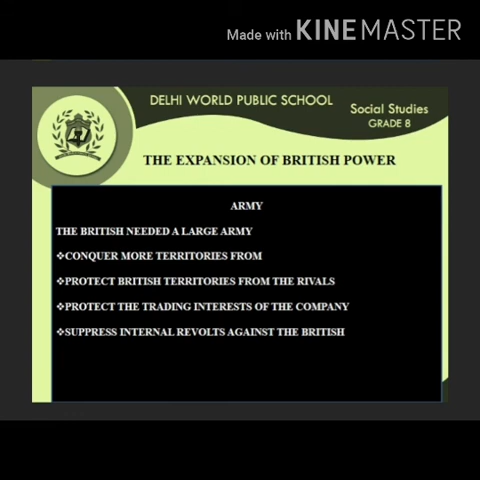 Made with KINEMASTER
DELHI WORLD PUBLIC SCHOOL
Social Studies
GRADE 8
THE EXPANSION OF BRITISH POWER
ARMY
THE BRITISH NEEDED A LARGE ARMY
❖CONQUER MORE TERRITORIES FROM
❖PROTECT BRITISH TERRITORIES FROM THE RIVALS
❖PROTECT THE TRADING INTERESTS OF THE COMPANY
❖SUPPRESS INTERNAL REVOLTS AGAINST THE BRITISH